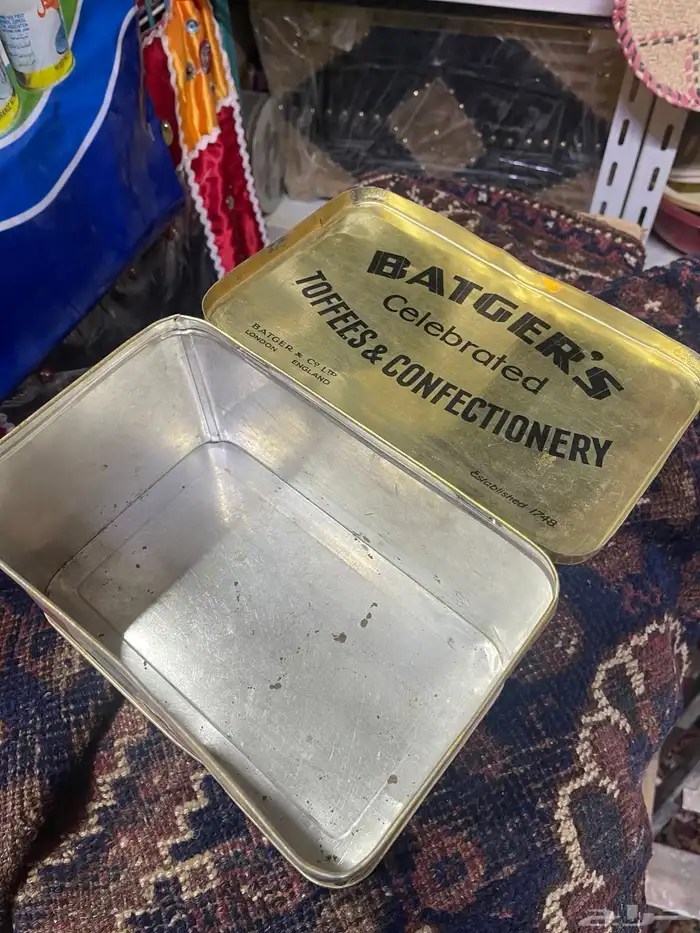 BATGER'S
Celebrated
TOFFEES & CONFECTIONERY
BATGER & CO LTD
LONDON ENGLAND
Established 1748